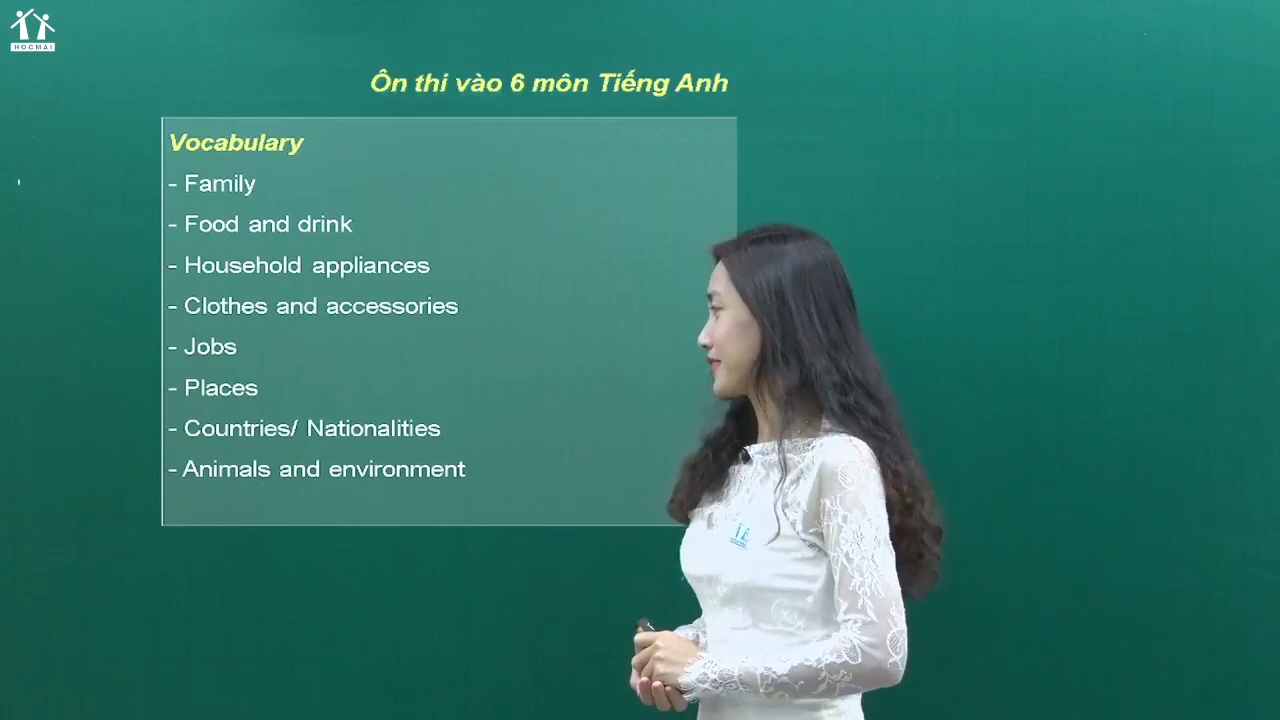 HOCMAI
Ôn thi vào 6 môn Tiếng Anh
Vocabulary
- Family
- Food and drink
- Household appliances
- Clothes and accessories
- Jobs
- Places
- Countries/ Nationalities
- Animals and environment